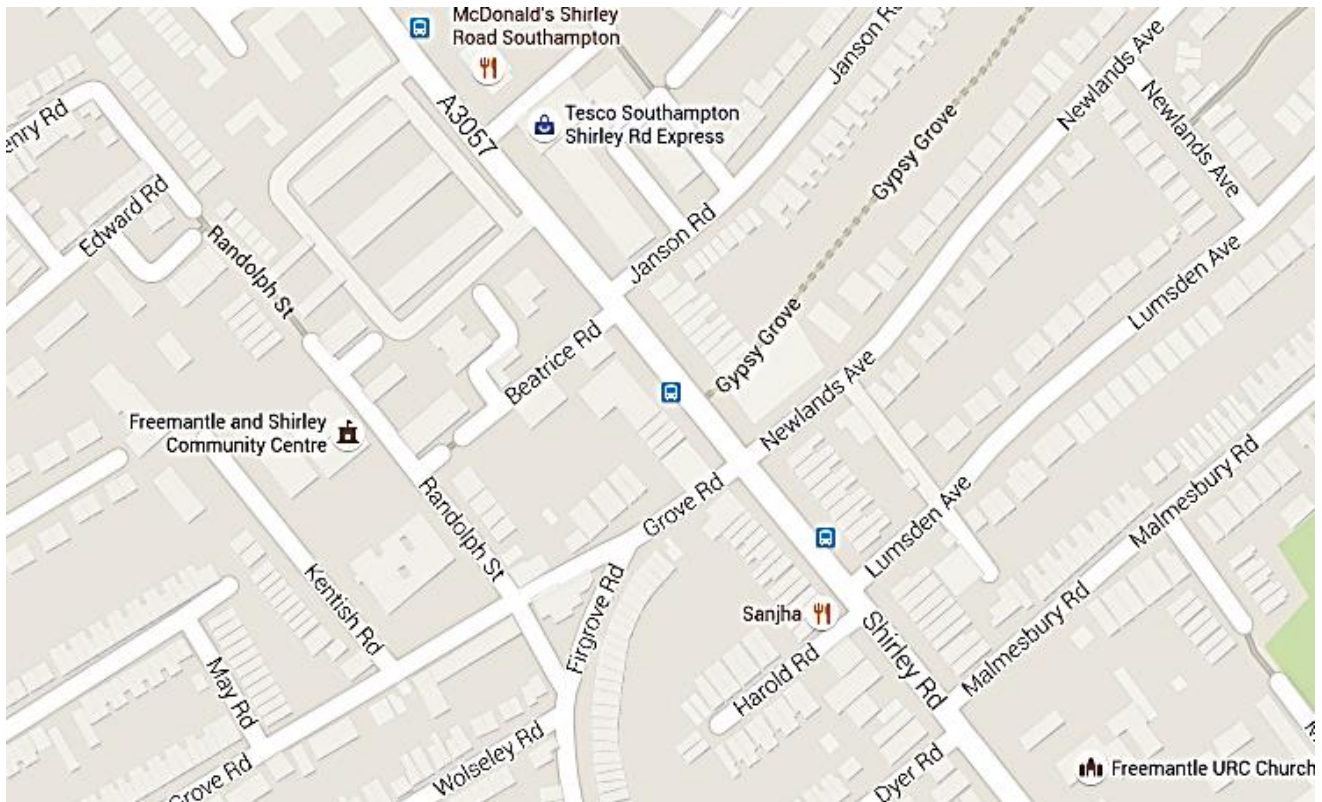 McDonald's Shirley
Road Southampton
Janson Rd
Newlands Ave
A3057
Tesco Southampton
Shirley Rd Express
Newlands Ave
enry Rd
Gypsy Grove
Edward Rd
Randolph St
Janson Rd
Lumsden Ave
Gypsy Grove
Beatrice Rd
Newlands Ave
Freemantle and Shirley
Community Centre
Randolph St
Grove Rd
Lumsden Ave
Malmesbury Rd
Kentish Rd
Firgrove Rd
Sanjha
Shirley Rd
Malmesbury Rd
May Rd
Harold Rd
Wolseley Rd
Grove Rd
Dyer Rd
Freemantle URC Church